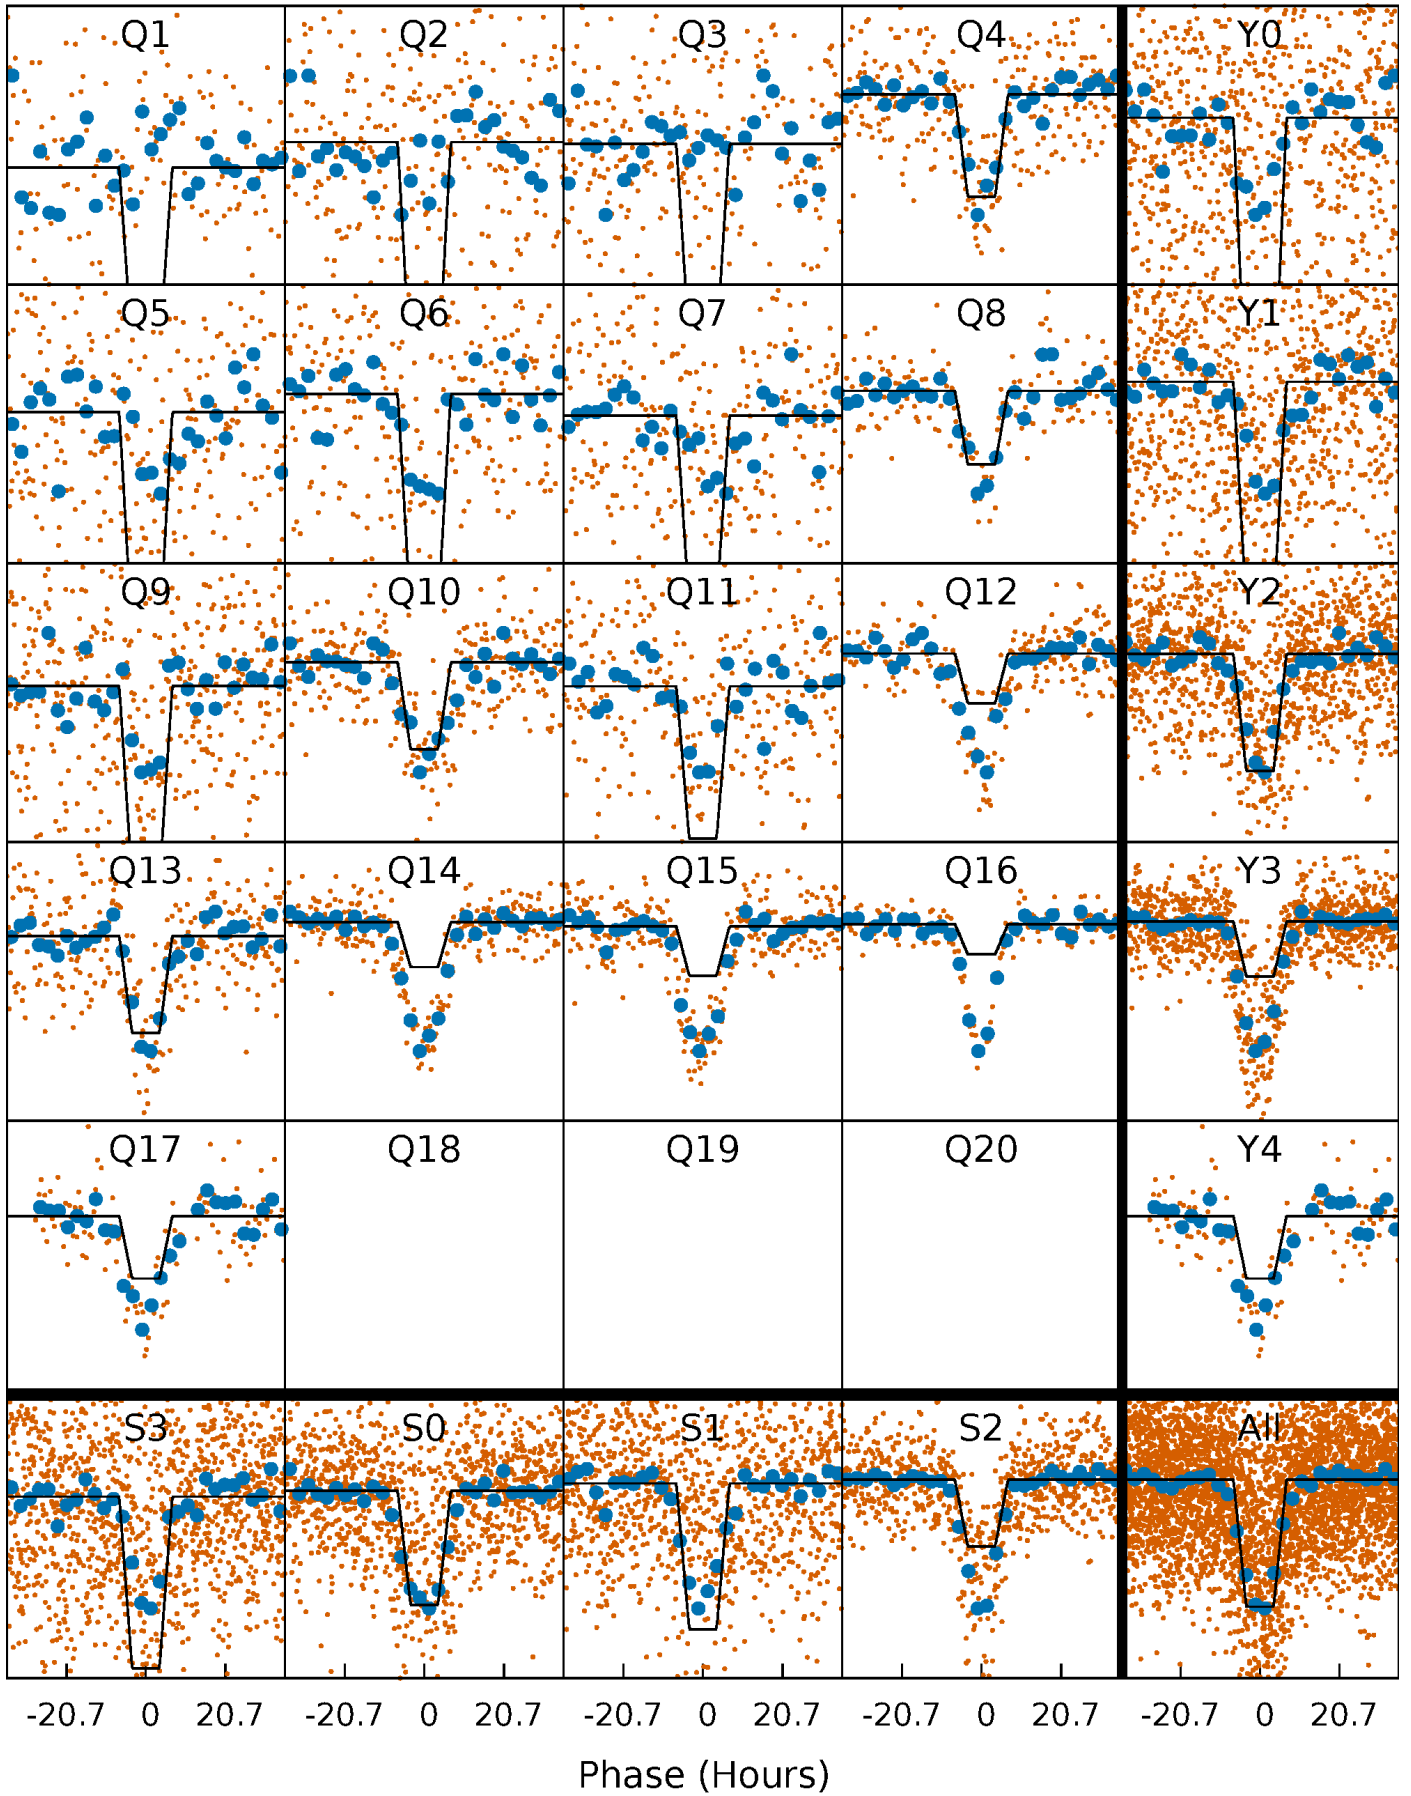 Q1 Q2 Q3 Q4 Y0
Q5 Q6 Q7 Q8 Y1
Q9 Q10 Q11 Q12 Y2
Q13 Q14 Q15 Q16 Y3
Q17 Q18 Q19 Q20 Y4
S3 S0 S1 S2 All
-20.7 0 20.7 -20.7 0 20.7 -20.7 0 20.7 -20.7 0 20.7 -20.7 0 20.7
Phase (Hours)